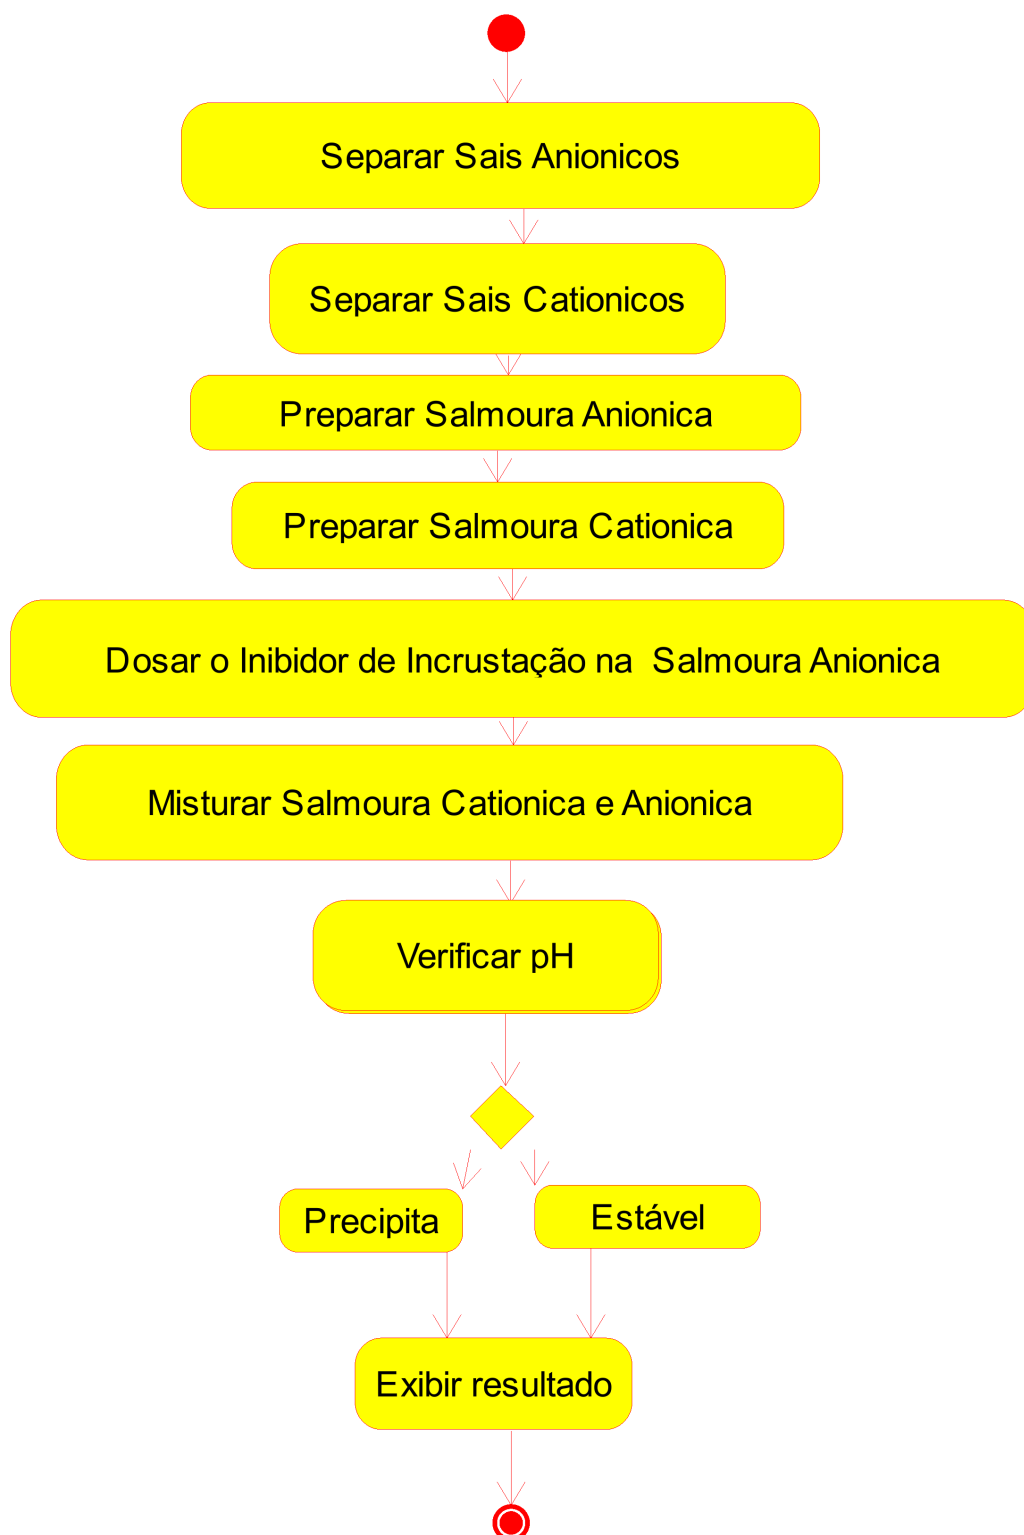 Separar Sais Anionicos
Separar Sais Cationicos
Preparar Salmoura Anionica
Preparar Salmoura Cationica
Dosar o Inibidor de Incrustação na  Salmoura Anionica
Misturar Salmoura Cationica e Anionica
Verificar pH
Precipita
Estável
Exibir resultado